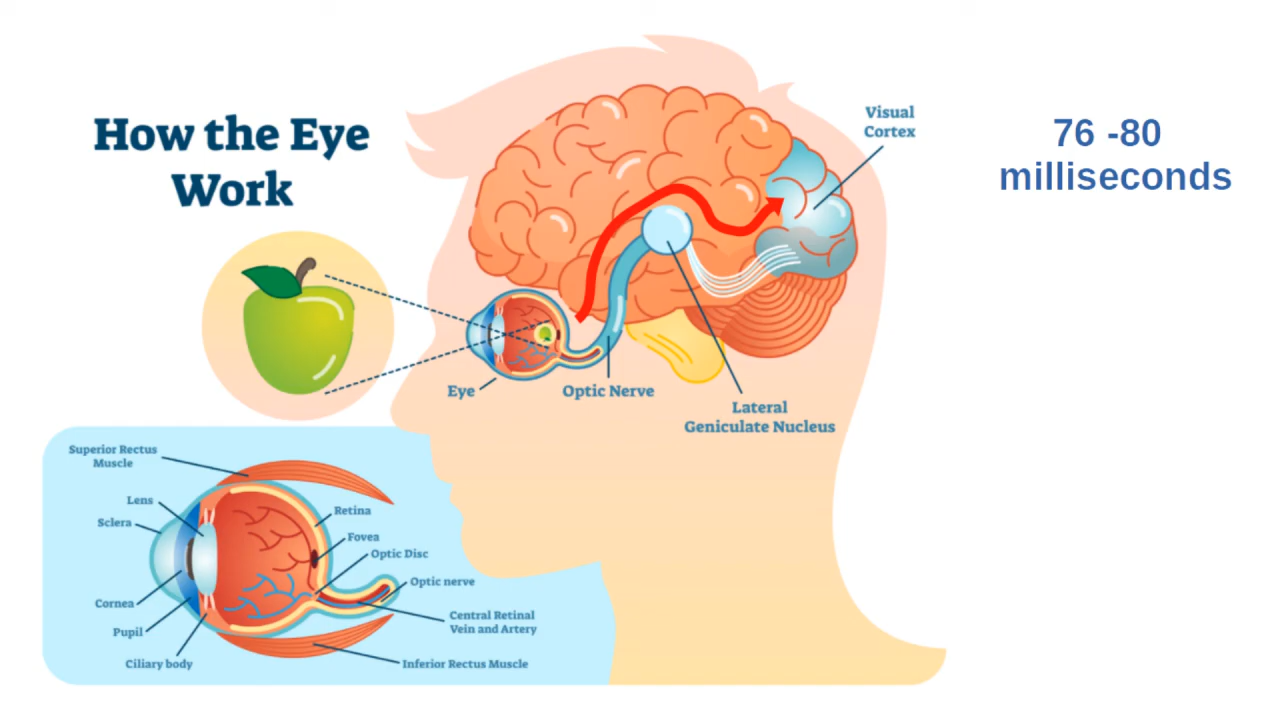 How the Eye
Work
76 -80
milliseconds
Visual
Cortex
Eye
Optic Nerve
Lateral
Geniculate Nucleus
Superior Rectus
Muscle
Lens
Sclera
Cornea
Pupil
Ciliary body
Retina
Fovea
Optic Disc
Optic nerve
Central Retinal
Vein and Artery
Inferior Rectus Muscle